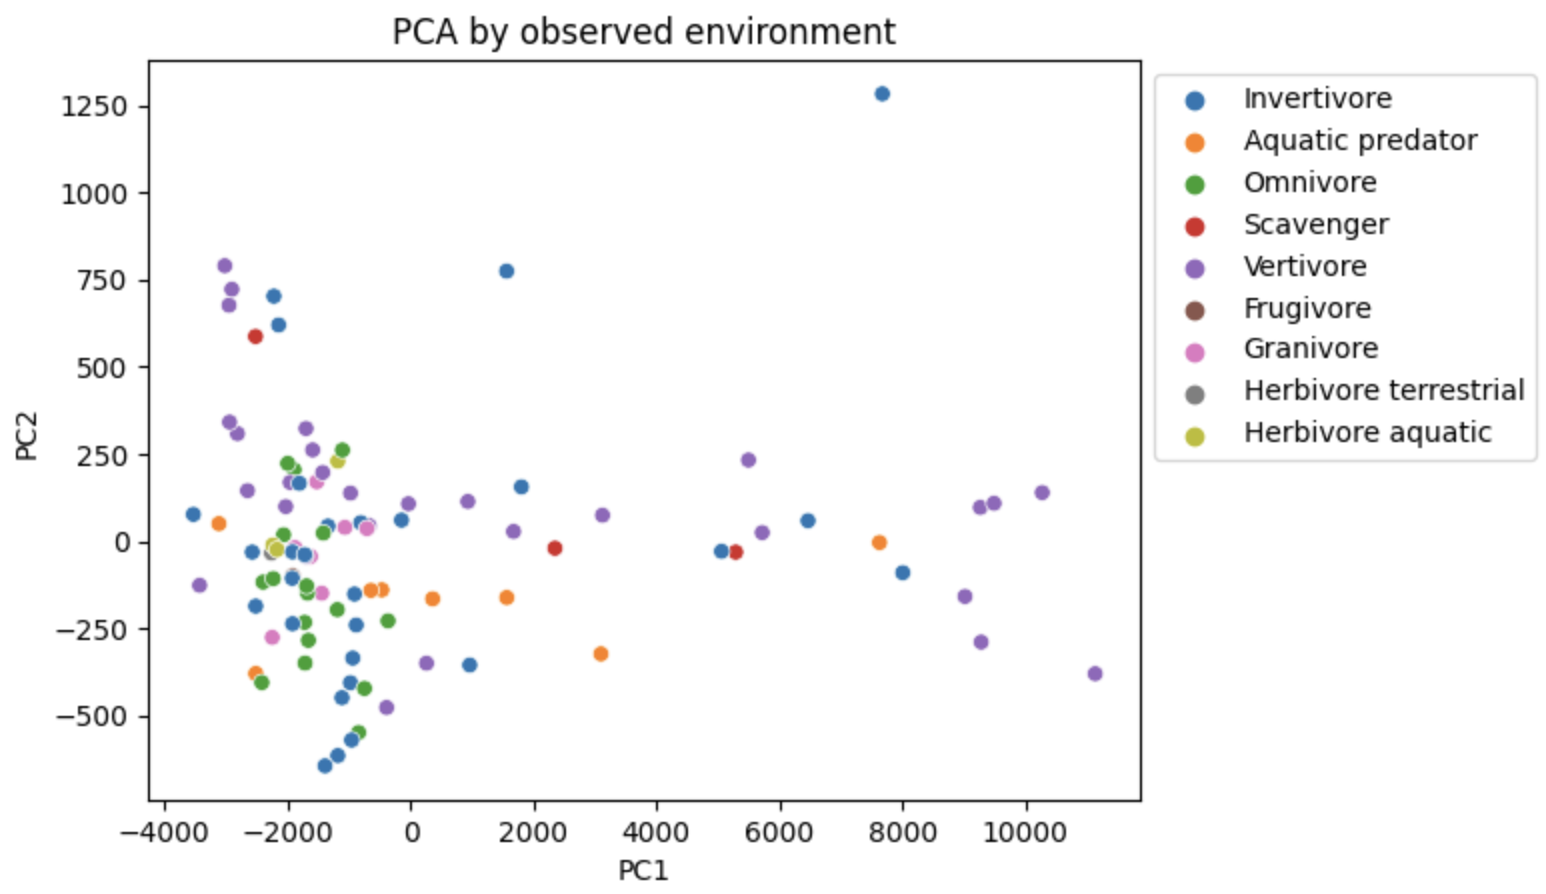 PCA by observed environment
1250
1000
750
500
250
0
−250
−500
PC2
−4000 −2000 0 2000 4000 6000 8000 10000
PC1
Invertivore
Aquatic predator
Omnivore
Scavenger
Vertivore
Frugivore
Granivore
Herbivore terrestrial
Herbivore aquatic